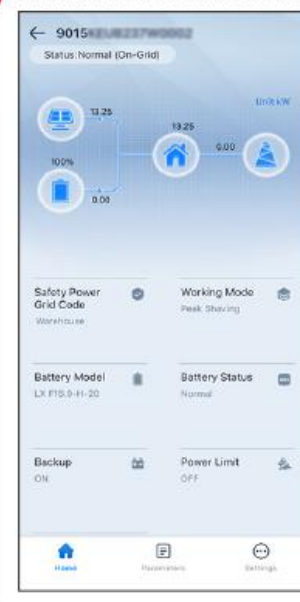 ← 9015
Status:Normal (On-Grid)
Unit:kW
13.25
13.25
0.00
100%
0.00
Safety Power
Grid Code
Warehouse
Working Mode
Peak Shaving
Battery Model
LX F16.0-H-20
Battery Status
Normal
Backup
ON
Power Limit
OFF
Home
Parameters
Settings